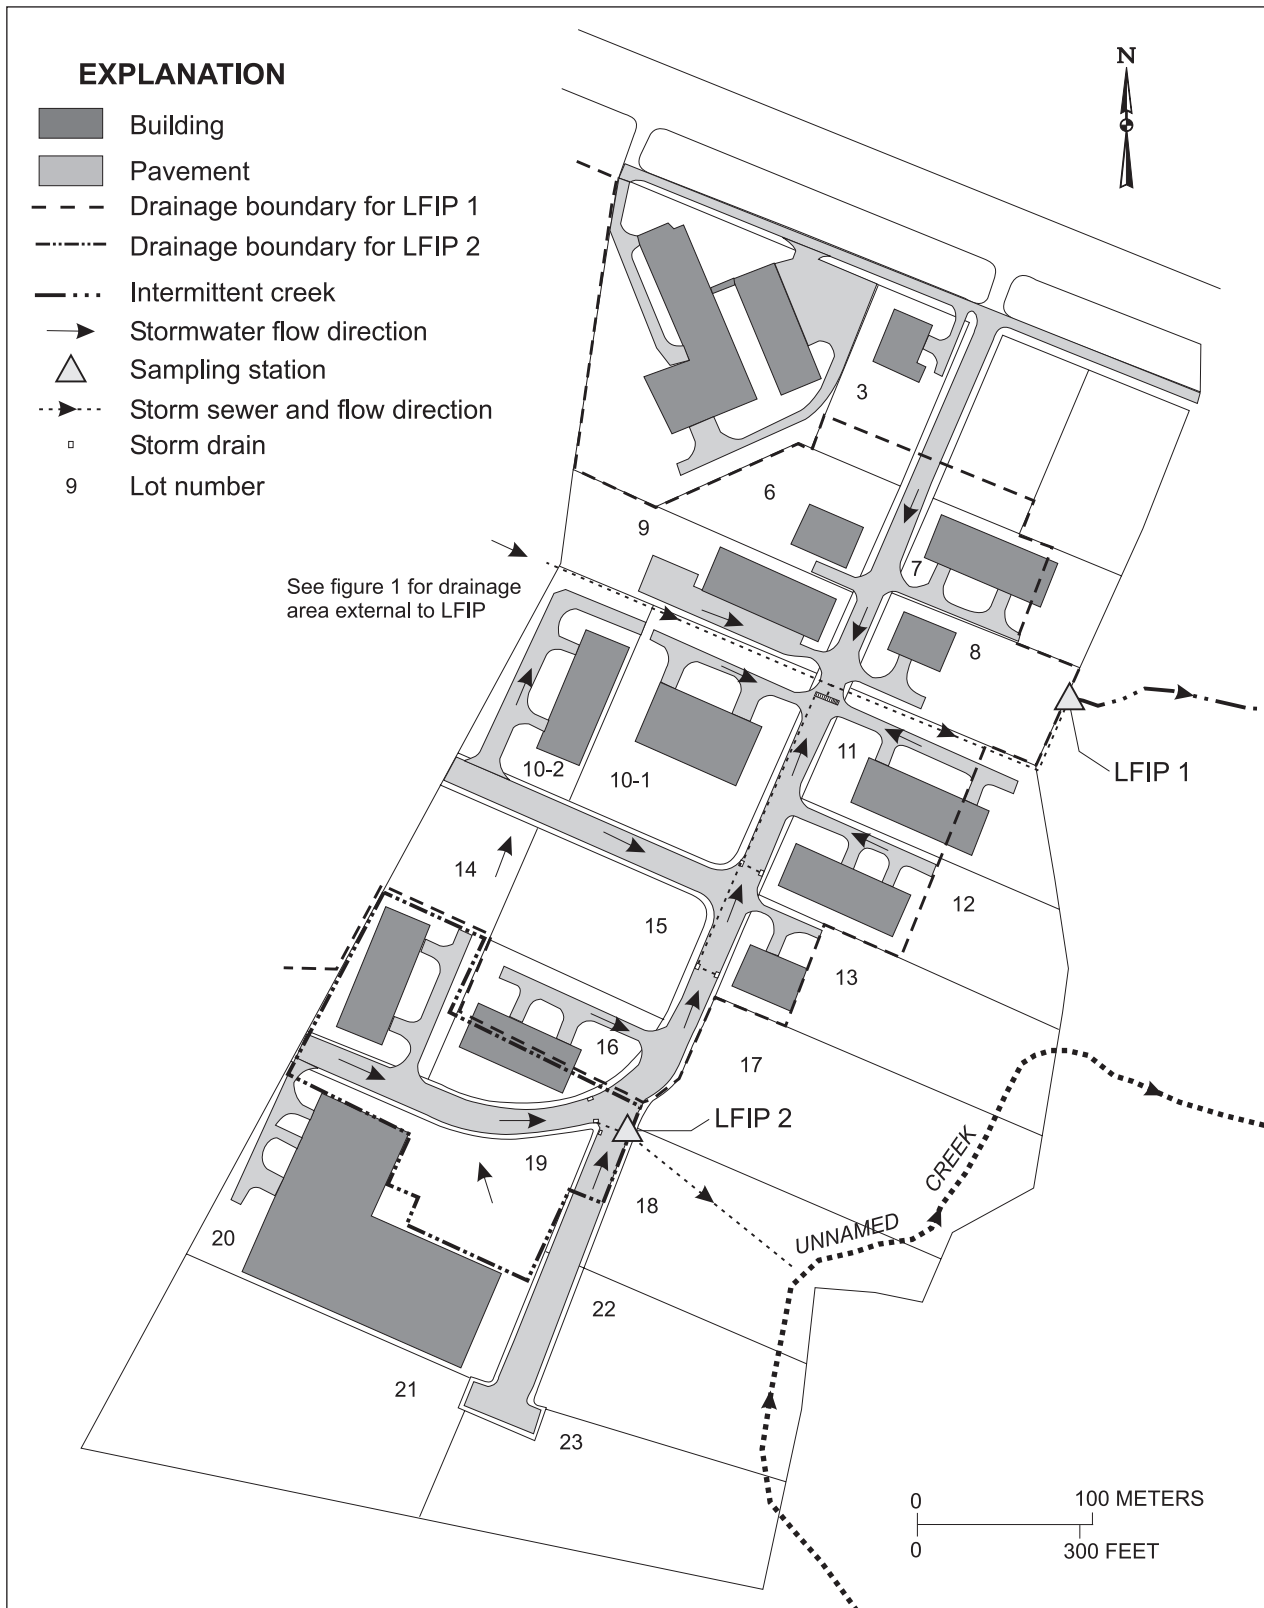 EXPLANATION
Building
Pavement
Drainage boundary for LFIP 1
Drainage boundary for LFIP 2
Intermittent creek
Stormwater flow direction
Sampling station
Storm sewer and flow direction
Storm drain
9 Lot number
N
3
6
9
7
See figure 1 for drainage
area external to LFIP
8
11
LFIP 1
10-2
10-1
14
12
15
13
16
17
LFIP 2
19
18
CREEK
UNNAMED
20
22
21
23
0 100 METERS
0 300 FEET